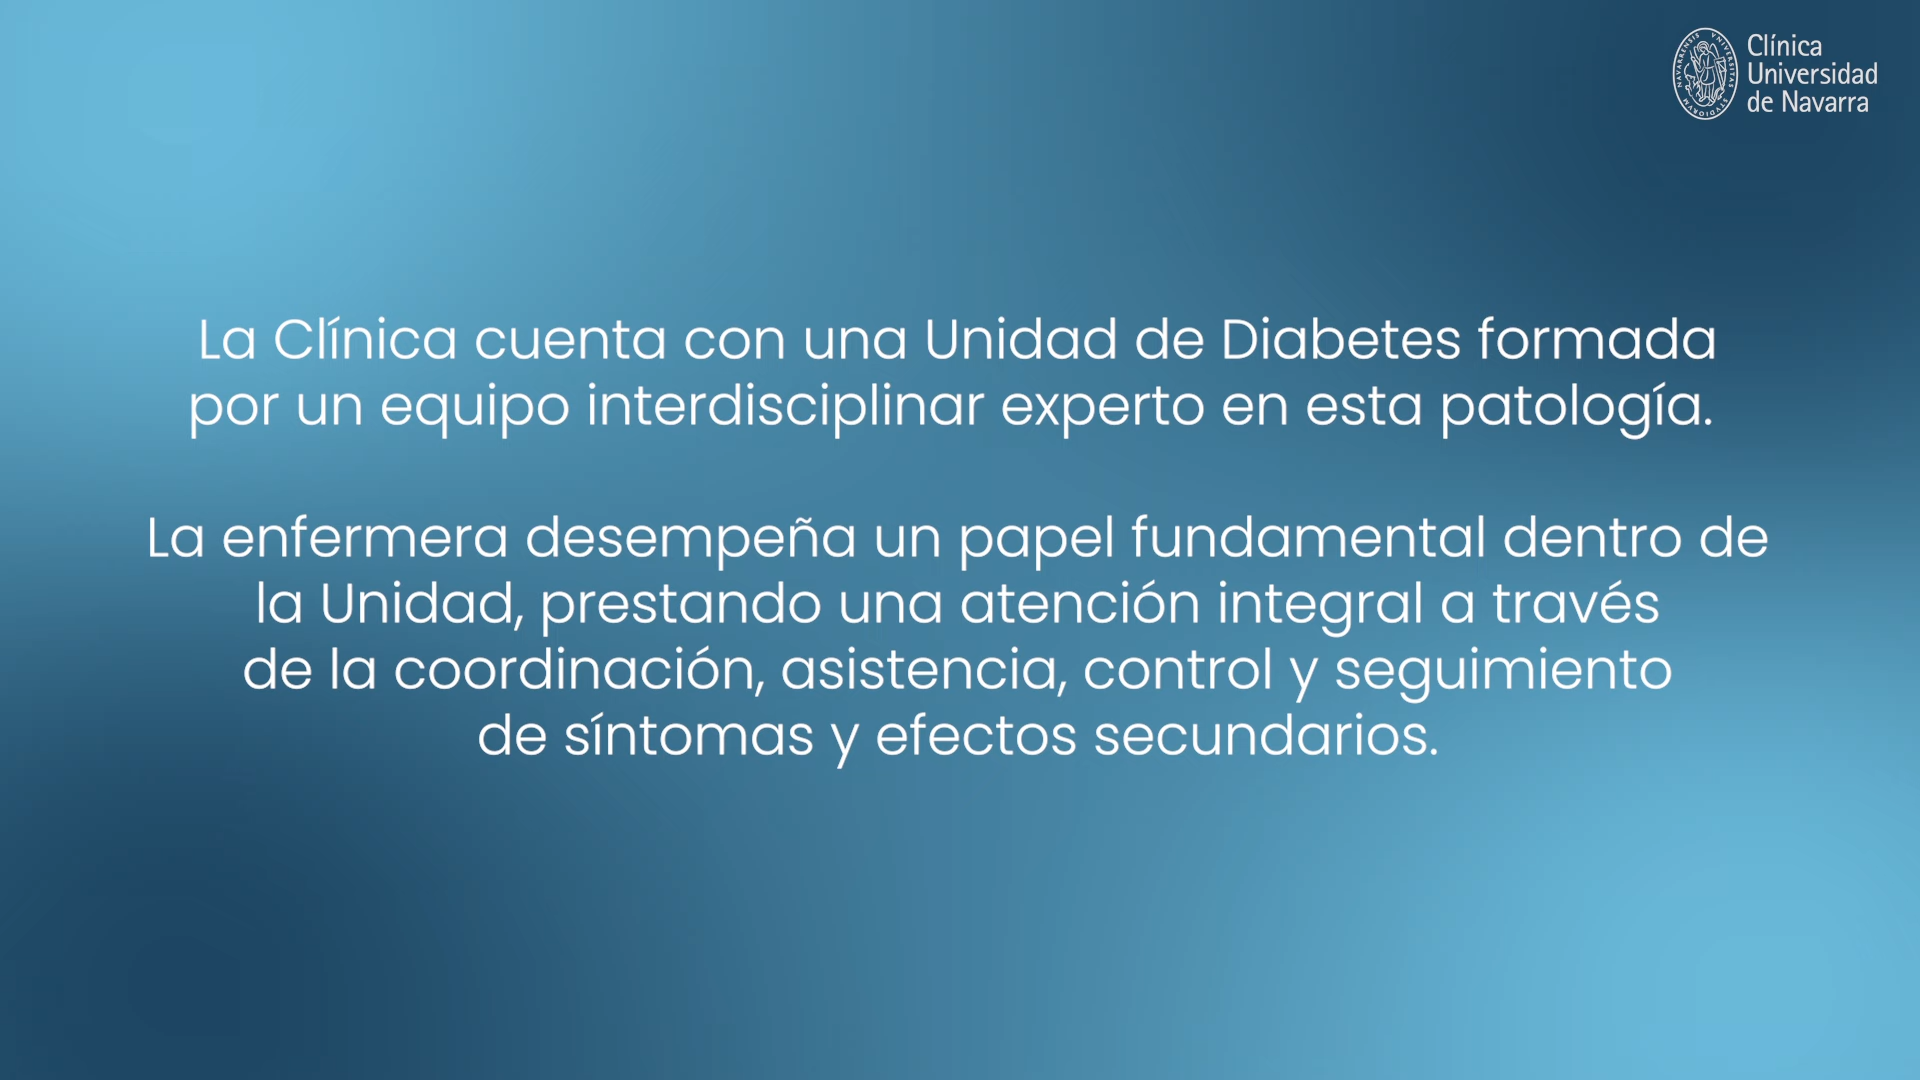 Clínica
Universidad
de Navarra
La Clínica cuenta con una Unidad de Diabetes formada
por un equipo interdisciplinar experto en esta patología.
La enfermera desempeña un papel fundamental dentro de
la Unidad, prestando una atención integral a través
de la coordinación, asistencia, control y seguimiento
de síntomas y efectos secundarios.